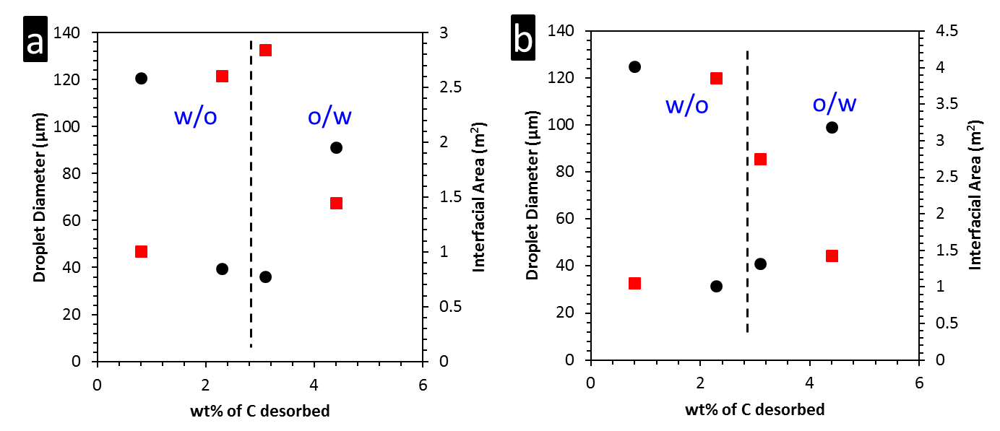 a
Droplet Diameter (μm)
140
120
100
80
60
40
20
0
w/o
o/w
3
2.5
2
1.5
1
0.5
0
Interfacial Area (m²)
0 2 4 6
wt% of C desorbed
b
Droplet Diameter (μm)
140
120
100
80
60
40
20
0
w/o
o/w
4.5
4
3.5
3
2.5
2
1.5
1
0.5
0
Interfacial Area (m²)
0 2 4 6
wt% of C desorbed